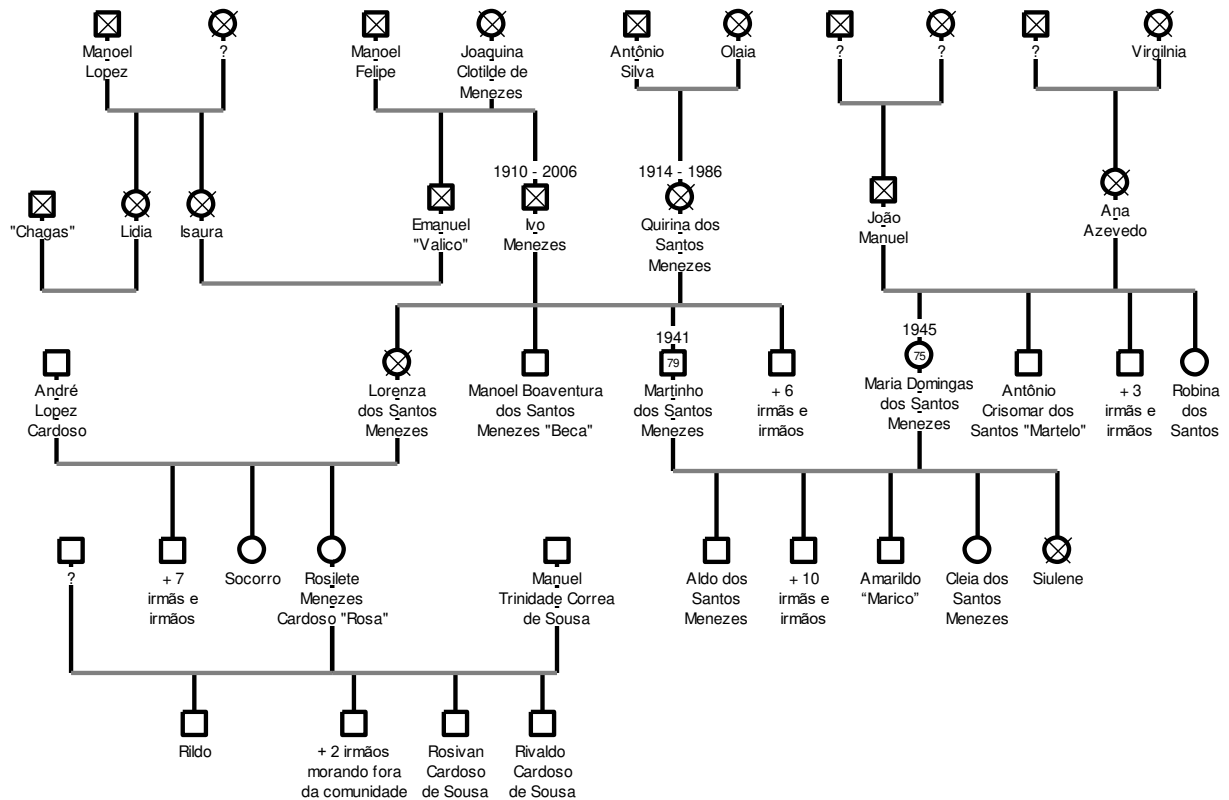 Manoel
Lopez
?
Manoel
Felipe
Joaquina
Clotilde de
Menezes
Antônio
Silva
Olaia
?
?
?
Virgilnia
1910 - 2006
1914 - 1986
"Chagas"
Lidia
Isaura
Emanuel
"Valico"
Ivo
Menezes
Quirina dos
Santos
Menezes
João
Manuel
Ana
Azevedo
1941
1945
79
75
André
Lopez
Cardoso
Lorenza
dos Santos
Menezes
Manoel Boaventura
dos Santos
Menezes "Beca"
Martinho
dos Santos
Menezes
+ 6
irmãs e
irmãos
Maria Domingas
dos Santos
Menezes
Antônio
Crisomar dos
Santos "Martelo"
+ 3
irmãs e
irmãos
Robina
dos
Santos
?
+ 7
irmãs e
irmãos
Socorro
Rosilete
Menezes
Cardoso "Rosa"
Manuel
Trinidade Correa
de Sousa
Aldo dos
Santos
Menezes
+ 10
irmãs e
irmãos
Amarildo
“Marico”
Cleia dos
Santos
Menezes
Siulene
Rildo
+ 2 irmãos
morando fora
da comunidade
Rosivan
Cardoso
de Sousa
Rivaldo
Cardoso
de Sousa